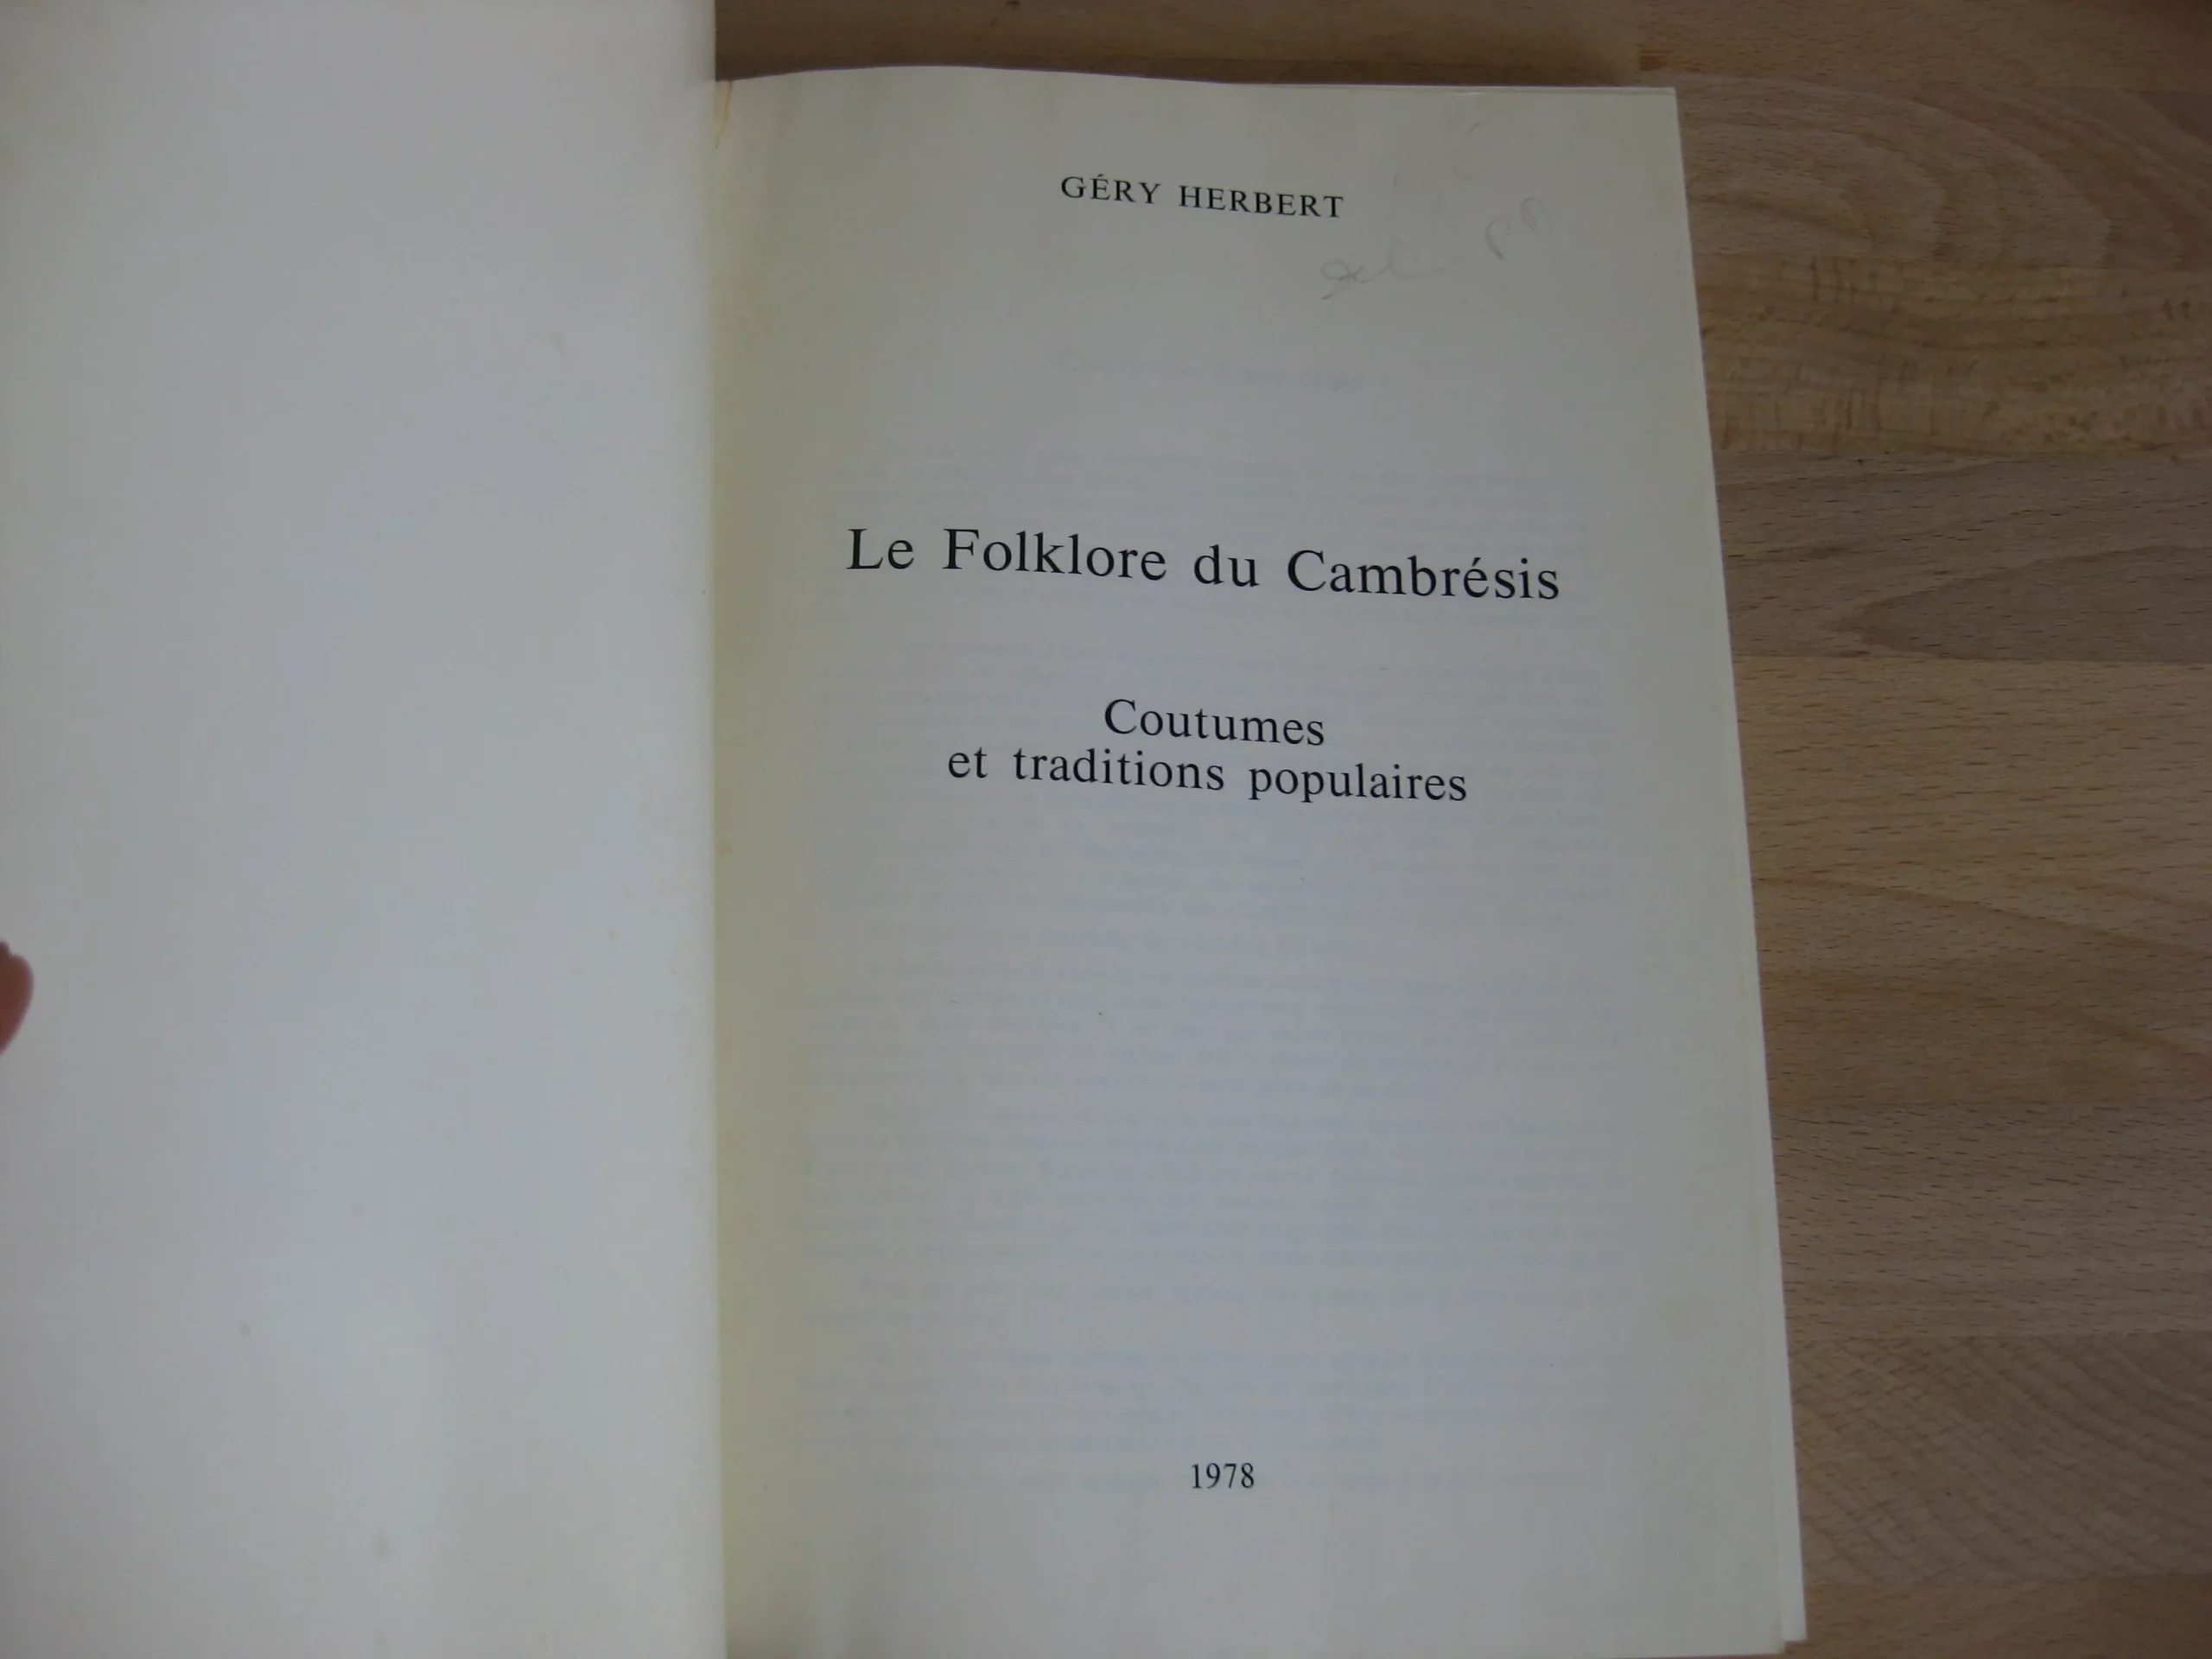 GÉRY HERBERT
Le Folklore du Cambrésis
Coutumes
et traditions populaires
1978